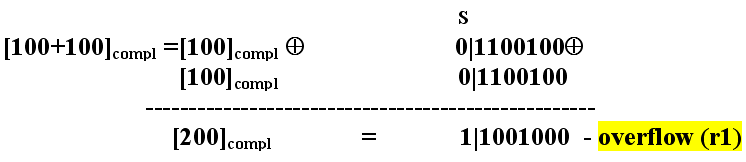 S
[100+100]compl =[100]compl ⊕ 0|1100100⊕
[100]compl 0|1100100
------------------------------------------------------
[200]compl = 1|1001000 - overflow (r1)